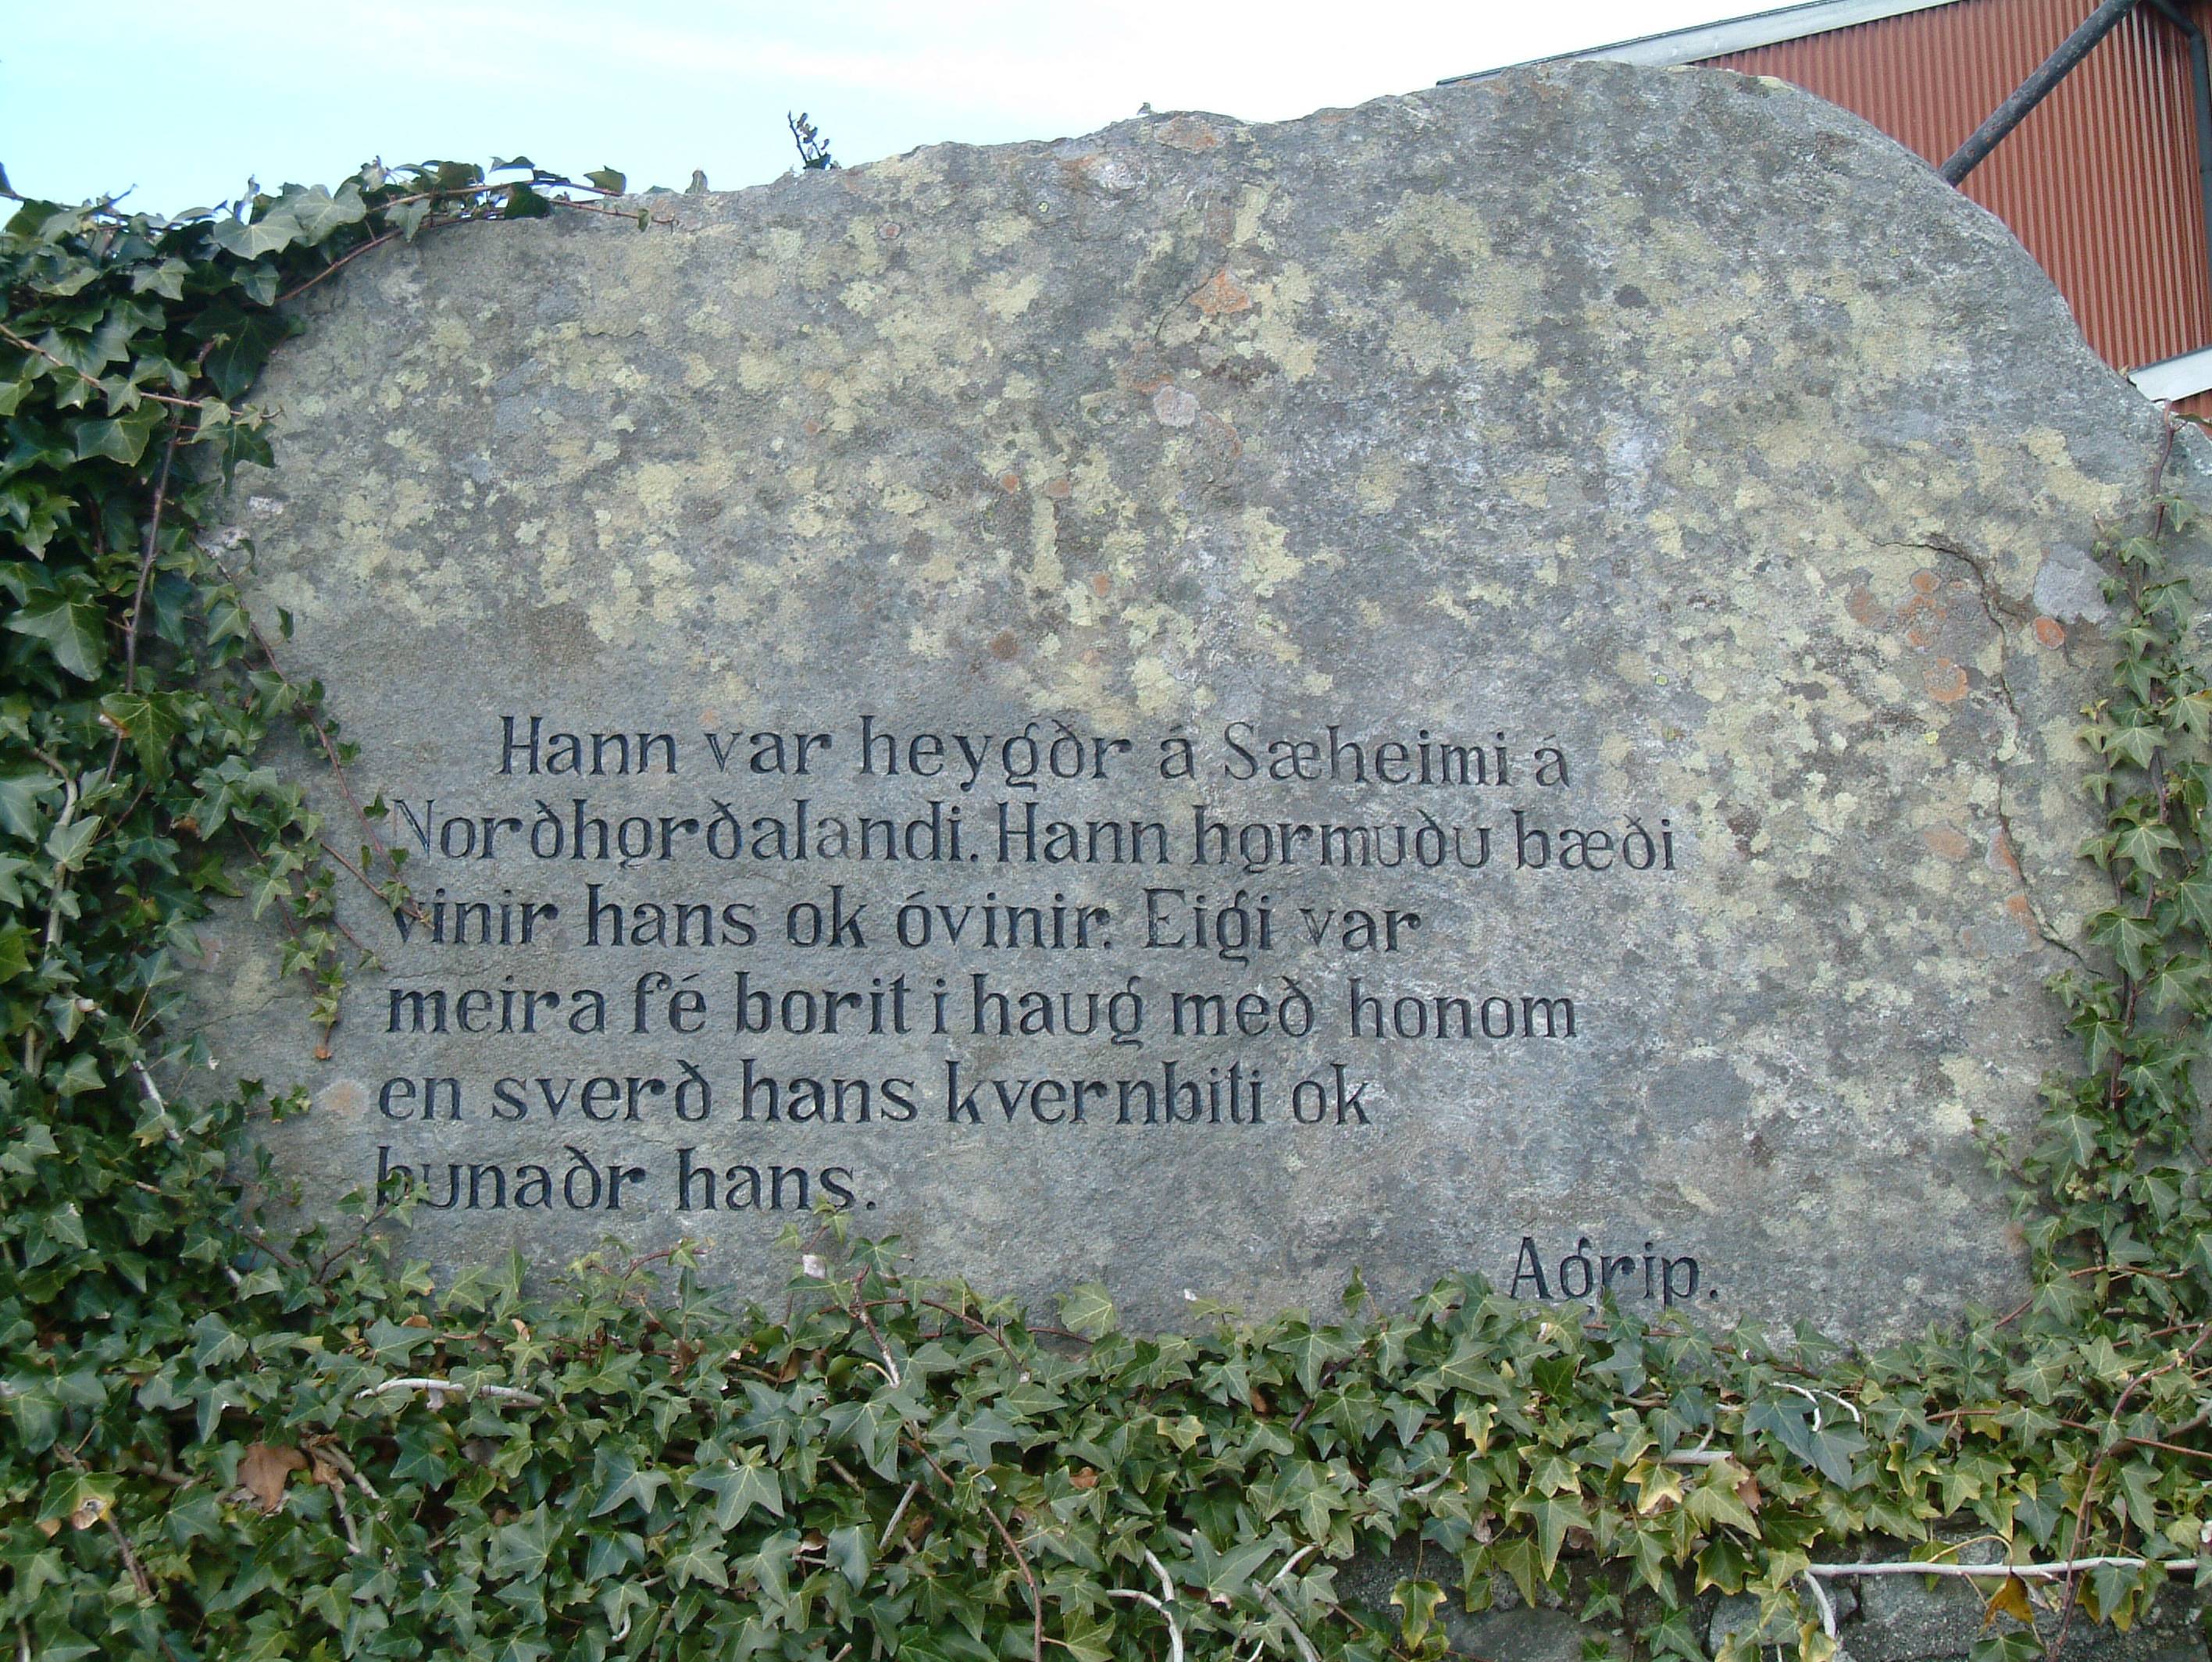 Hann var heygðr á Sæheimi á
Norðhǫrðalandi. Hann hǫrmuðu bæði
vinir hans ok óvinir. Eigi var
meira fé borit i haug með honom
en sverð hans kvernbiti ok
bunaðr hans.
Agrip.